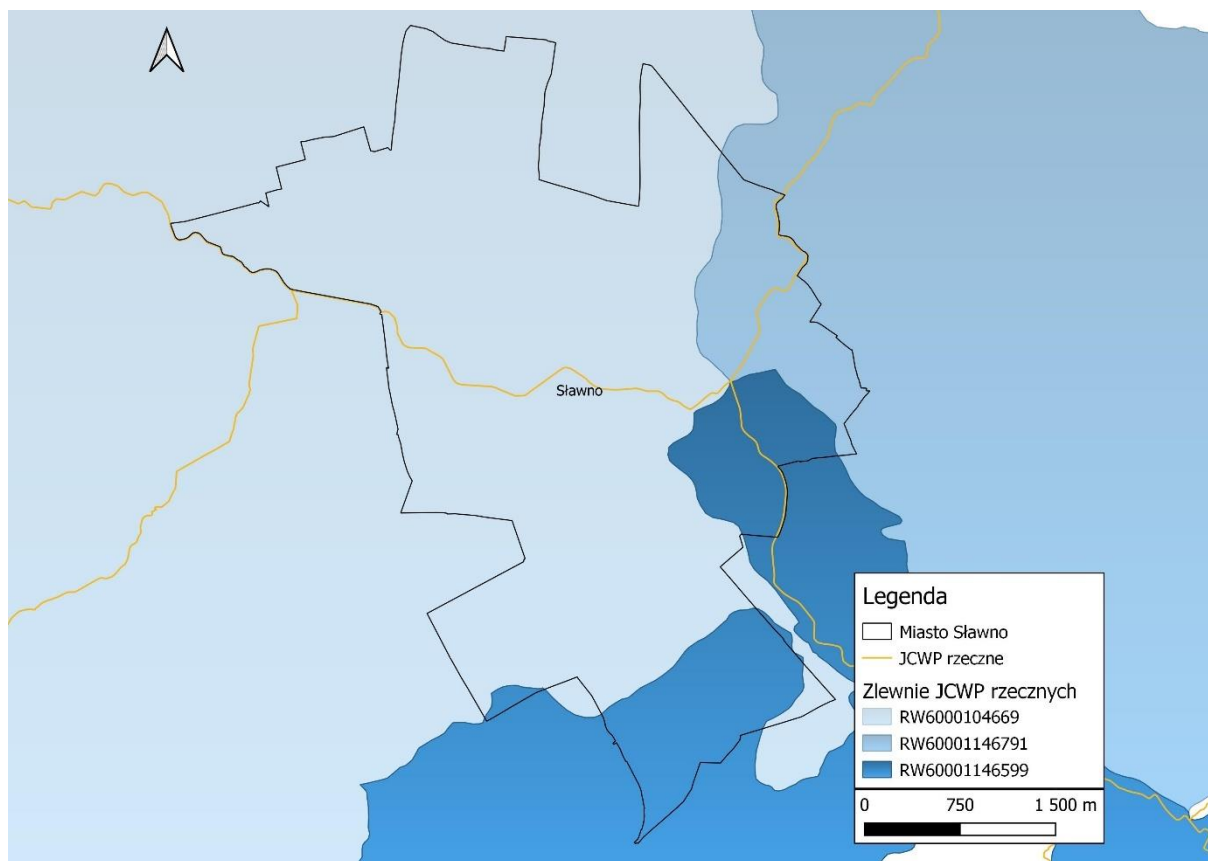 Sławno
Legenda
Miasto Sławno
JCWP rzeczne
Zlewnie JCWP rzecznych
RW6000104669
RW60001146791
RW60001146599
0 750 1 500 m